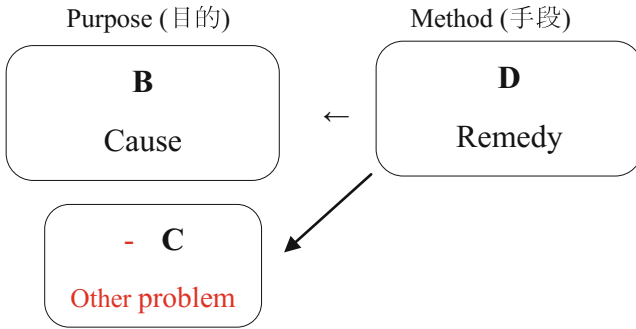 Purpose (目的)
Method (手段)
B
Cause
←
D
Remedy
- C
Other problem